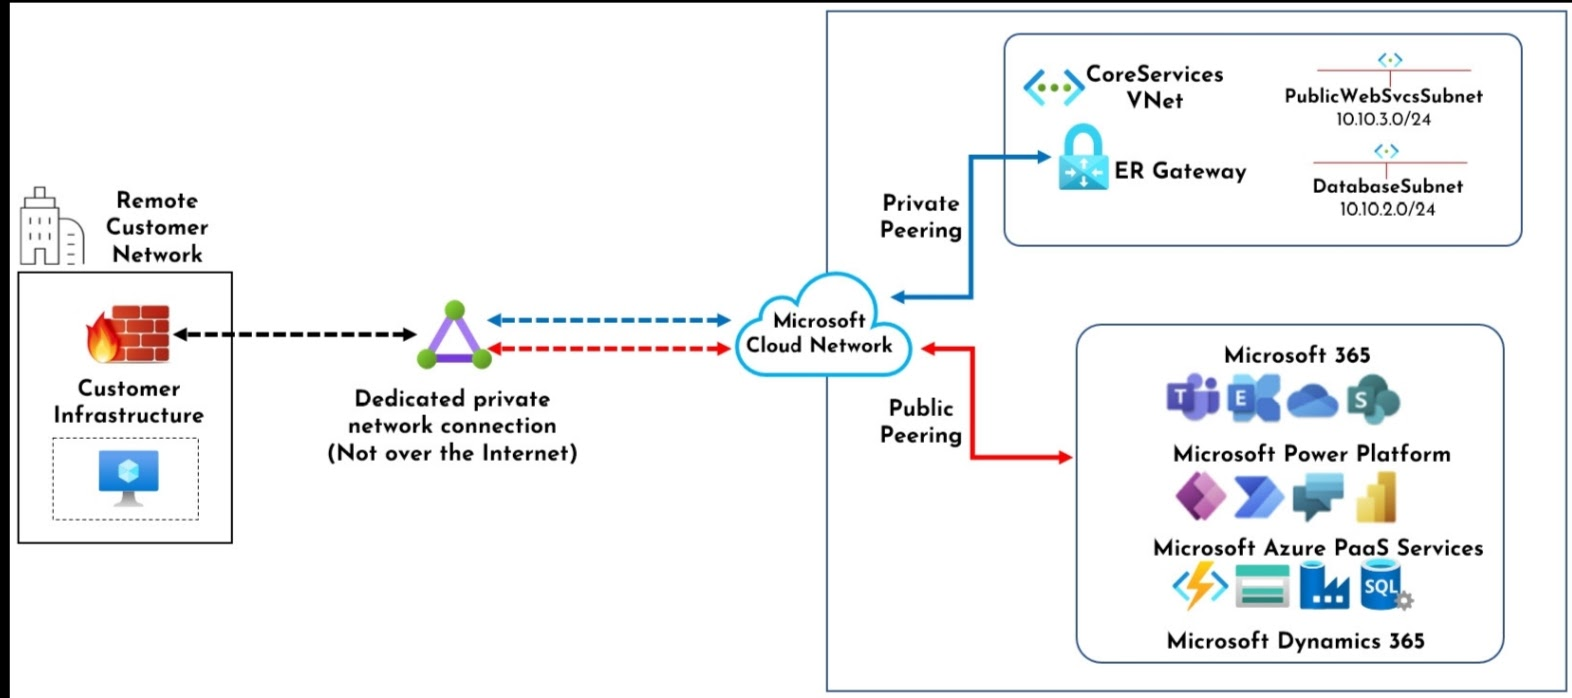 Remote
Customer
Network
Customer
Infrastructure
Dedicated private
network connection
(Not over the Internet)
Microsoft
Cloud Network
Private
Peering
Public
Peering
CoreServices
VNet
ER Gateway
PublicWebSvcsSubnet
10.10.3.0/24
DatabaseSubnet
10.10.2.0/24
Microsoft 365
T
E
S
Microsoft Power Platform
Microsoft Azure PaaS Services
SQL
Microsoft Dynamics 365